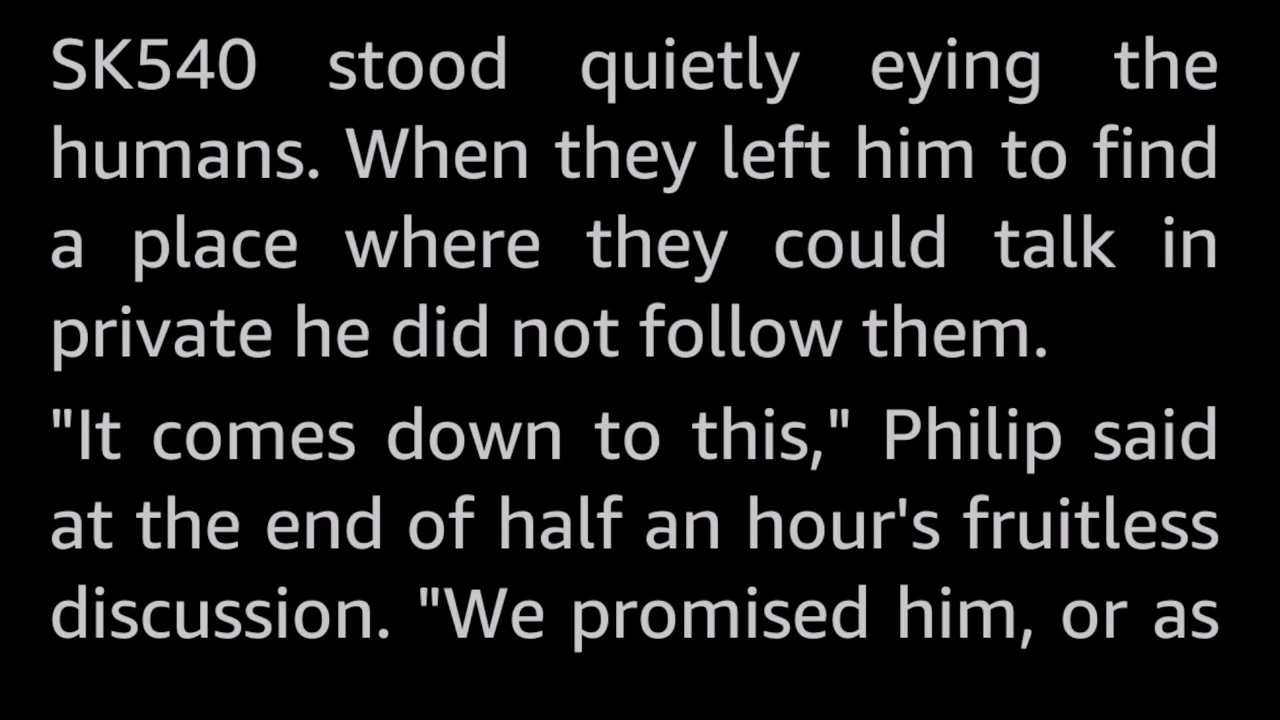 SK540 stood quietly eying the
humans. When they left him to find
a place where they could talk in
private he did not follow them.
"It comes down to this," Philip said
at the end of half an hour's fruitless
discussion. "We promised him, or as